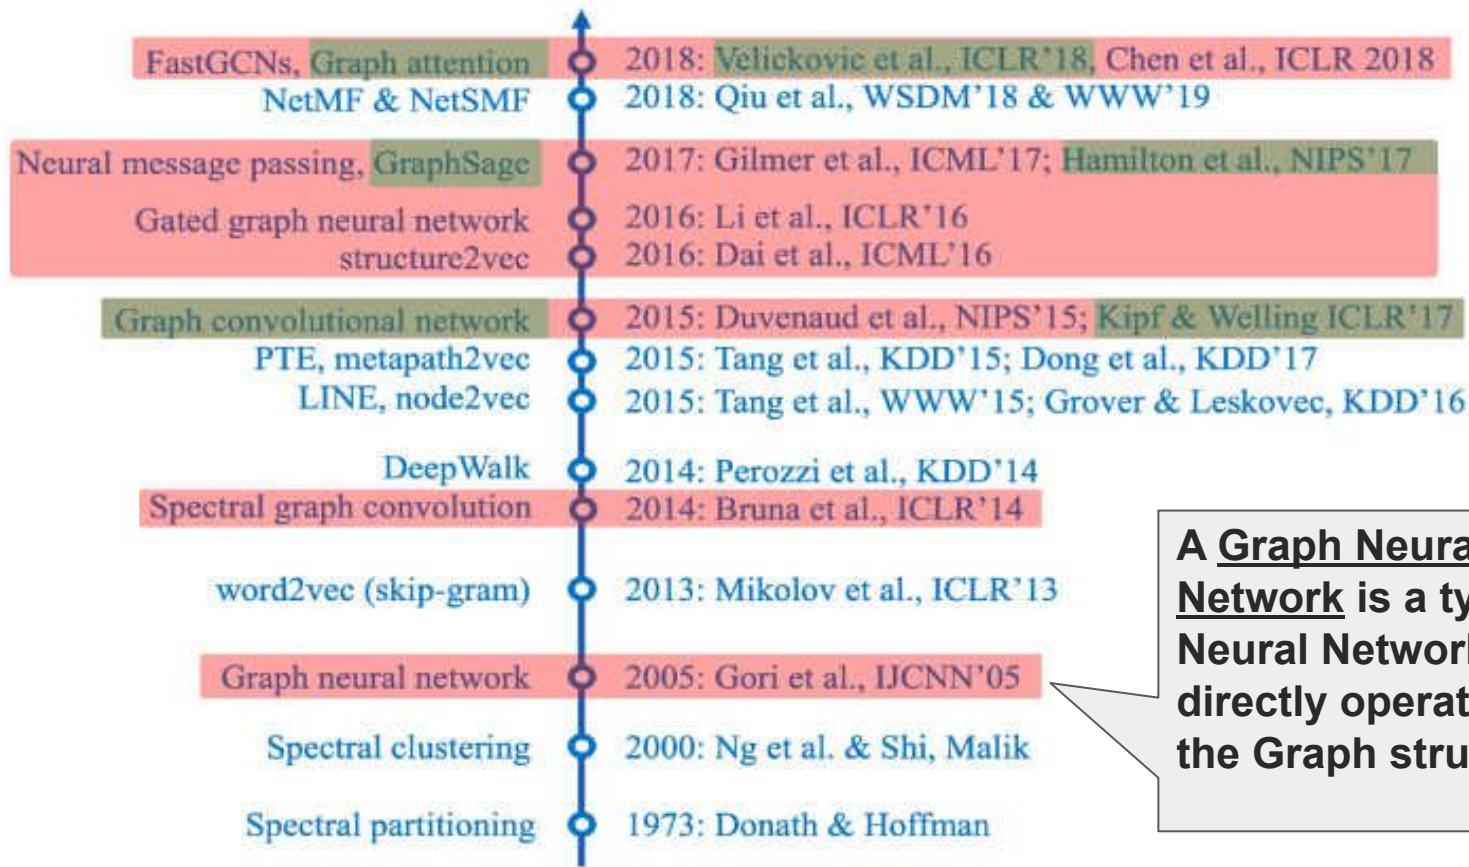 FastGCNs, Graph attention 2018: Velickovic et al., ICLR'18, Chen et al., ICLR 2018
NetMF & NetSMF 2018: Qiu et al., WSDM'18 & WWW'19
Neural message passing, GraphSage 2017: Gilmer et al., ICML'17; Hamilton et al., NIPS'17
Gated graph neural network 2016: Li et al., ICLR'16
structure2vec 2016: Dai et al., ICML'16
Graph convolutional network 2015: Duvenaud et al., NIPS'15; Kipf & Welling ICLR'17
PTE, metapath2vec 2015: Tang et al., KDD'15; Dong et al., KDD'17
LINE, node2vec 2015: Tang et al., WWW'15; Grover & Leskovec, KDD'16
DeepWalk 2014: Perozzi et al., KDD'14
Spectral graph convolution 2014: Bruna et al., ICLR'14
word2vec (skip-gram) 2013: Mikolov et al., ICLR'13
Graph neural network 2005: Gori et al., IJCNN'05
Spectral clustering 2000: Ng et al. & Shi, Malik
Spectral partitioning 1973: Donath & Hoffman
A Graph
Network is a
Neural
directly
the Graph